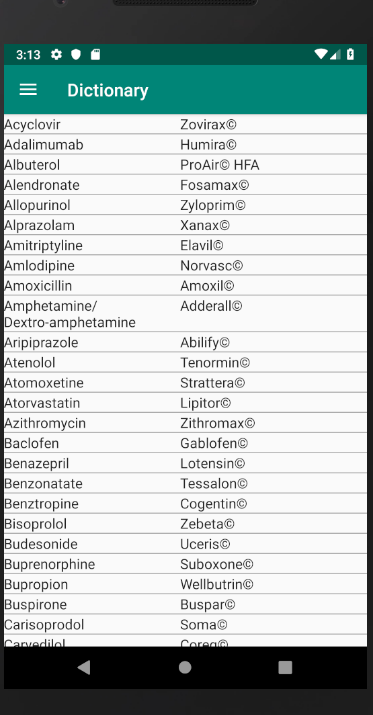 3:13
Dictionary
Acyclovir Zovirax©
Adalimumab Humira©
Albuterol ProAir© HFA
Alendronate Fosamax©
Allopurinol Zyloprim©
Alprazolam Xanax©
Amitriptyline Elavil©
Amlodipine Norvasc©
Amoxicillin Amoxil©
Amphetamine/ Adderall©
Dextro-amphetamine
Aripiprazole Abilify©
Atenolol Tenormin©
Atomoxetine Strattera©
Atorvastatin Lipitor©
Azithromycin Zithromax©
Baclofen Gablofen©
Benazepril Lotensin©
Benzonatate Tessalon©
Benztropine Cogentin©
Bisoprolol Zebeta©
Budesonide Uceris©
Buprenorphine Suboxone©
Bupropion Wellbutrin©
Buspirone Buspar©
Carisoprodol Soma©
Carvedilol Coreg©